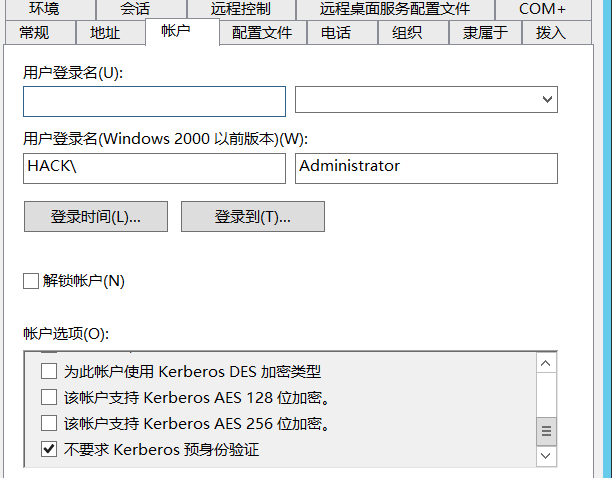 环境 会话 远程控制 远程桌面服务配置文件 COM+
常规 地址 帐户 配置文件 电话 组织 隶属于 拨入
用户登录名(U):
用户登录名(Windows 2000 以前版本)(W):
HACK\ Administrator
登录时间(L)... 登录到(T)...
解锁帐户(N)
帐户选项(O):
为此帐户使用 Kerberos DES 加密类型
该帐户支持 Kerberos AES 128 位加密。
该帐户支持 Kerberos AES 256 位加密。
不要求 Kerberos 预身份验证